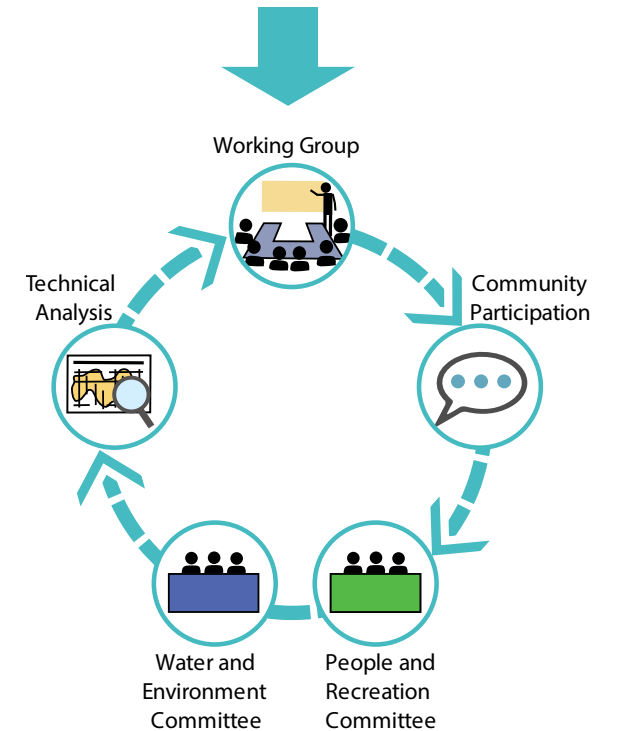 Working Group
Community
Participation
Technical
Analysis
Water and
Environment
Committee
People and
Recreation
Committee